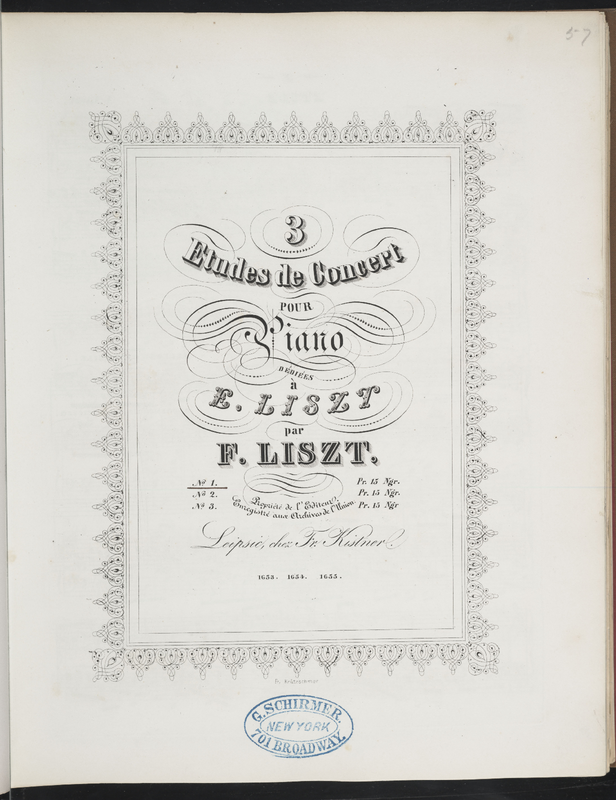 57
3
Etudes de Concert
POUR
Piano
DÉDIÉES
à
E. LISZT
par
F. LISZT.
No 1. Pr. 15 Ngr.
No 2. Pr. 15 Ngr.
No 3. Pr. 15 Ngr
Propriété de l'Editeur.
Enregistré aux Archives de l'Union.
Leipsic, chez Fr. Kistner.
1653. 1654. 1655.
G. SCHIRMER
NEW YORK
701 BROADWAY.